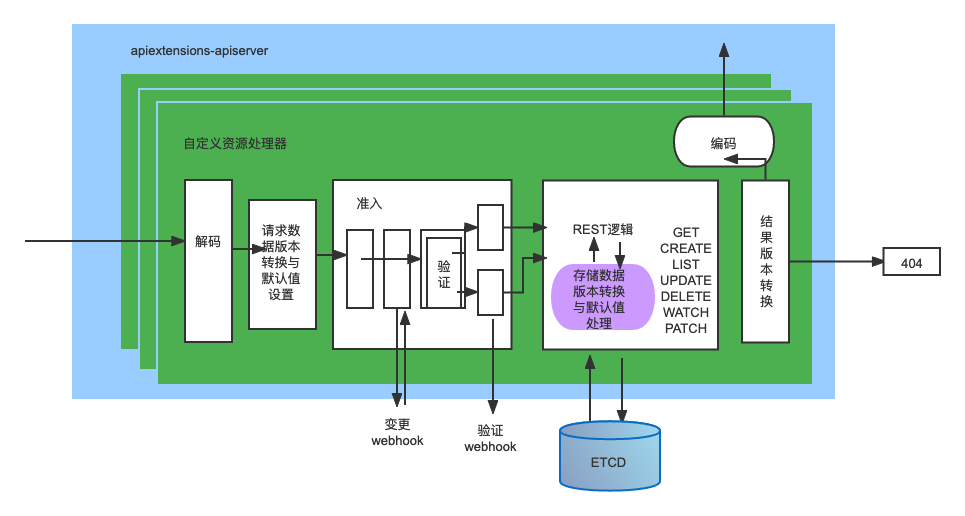 apiextensions-apiserver
自定义资源处理器
编码
解码
请求数
据版本
转换与
默认值
设置
准入
验
证
REST逻辑
存储数据
版本转换
与默认值
处理
GET
CREATE
LIST
UPDATE
DELETE
WATCH
PATCH
结
果
版
本
转
换
404
变更
webhook
验证
webhook
ETCD